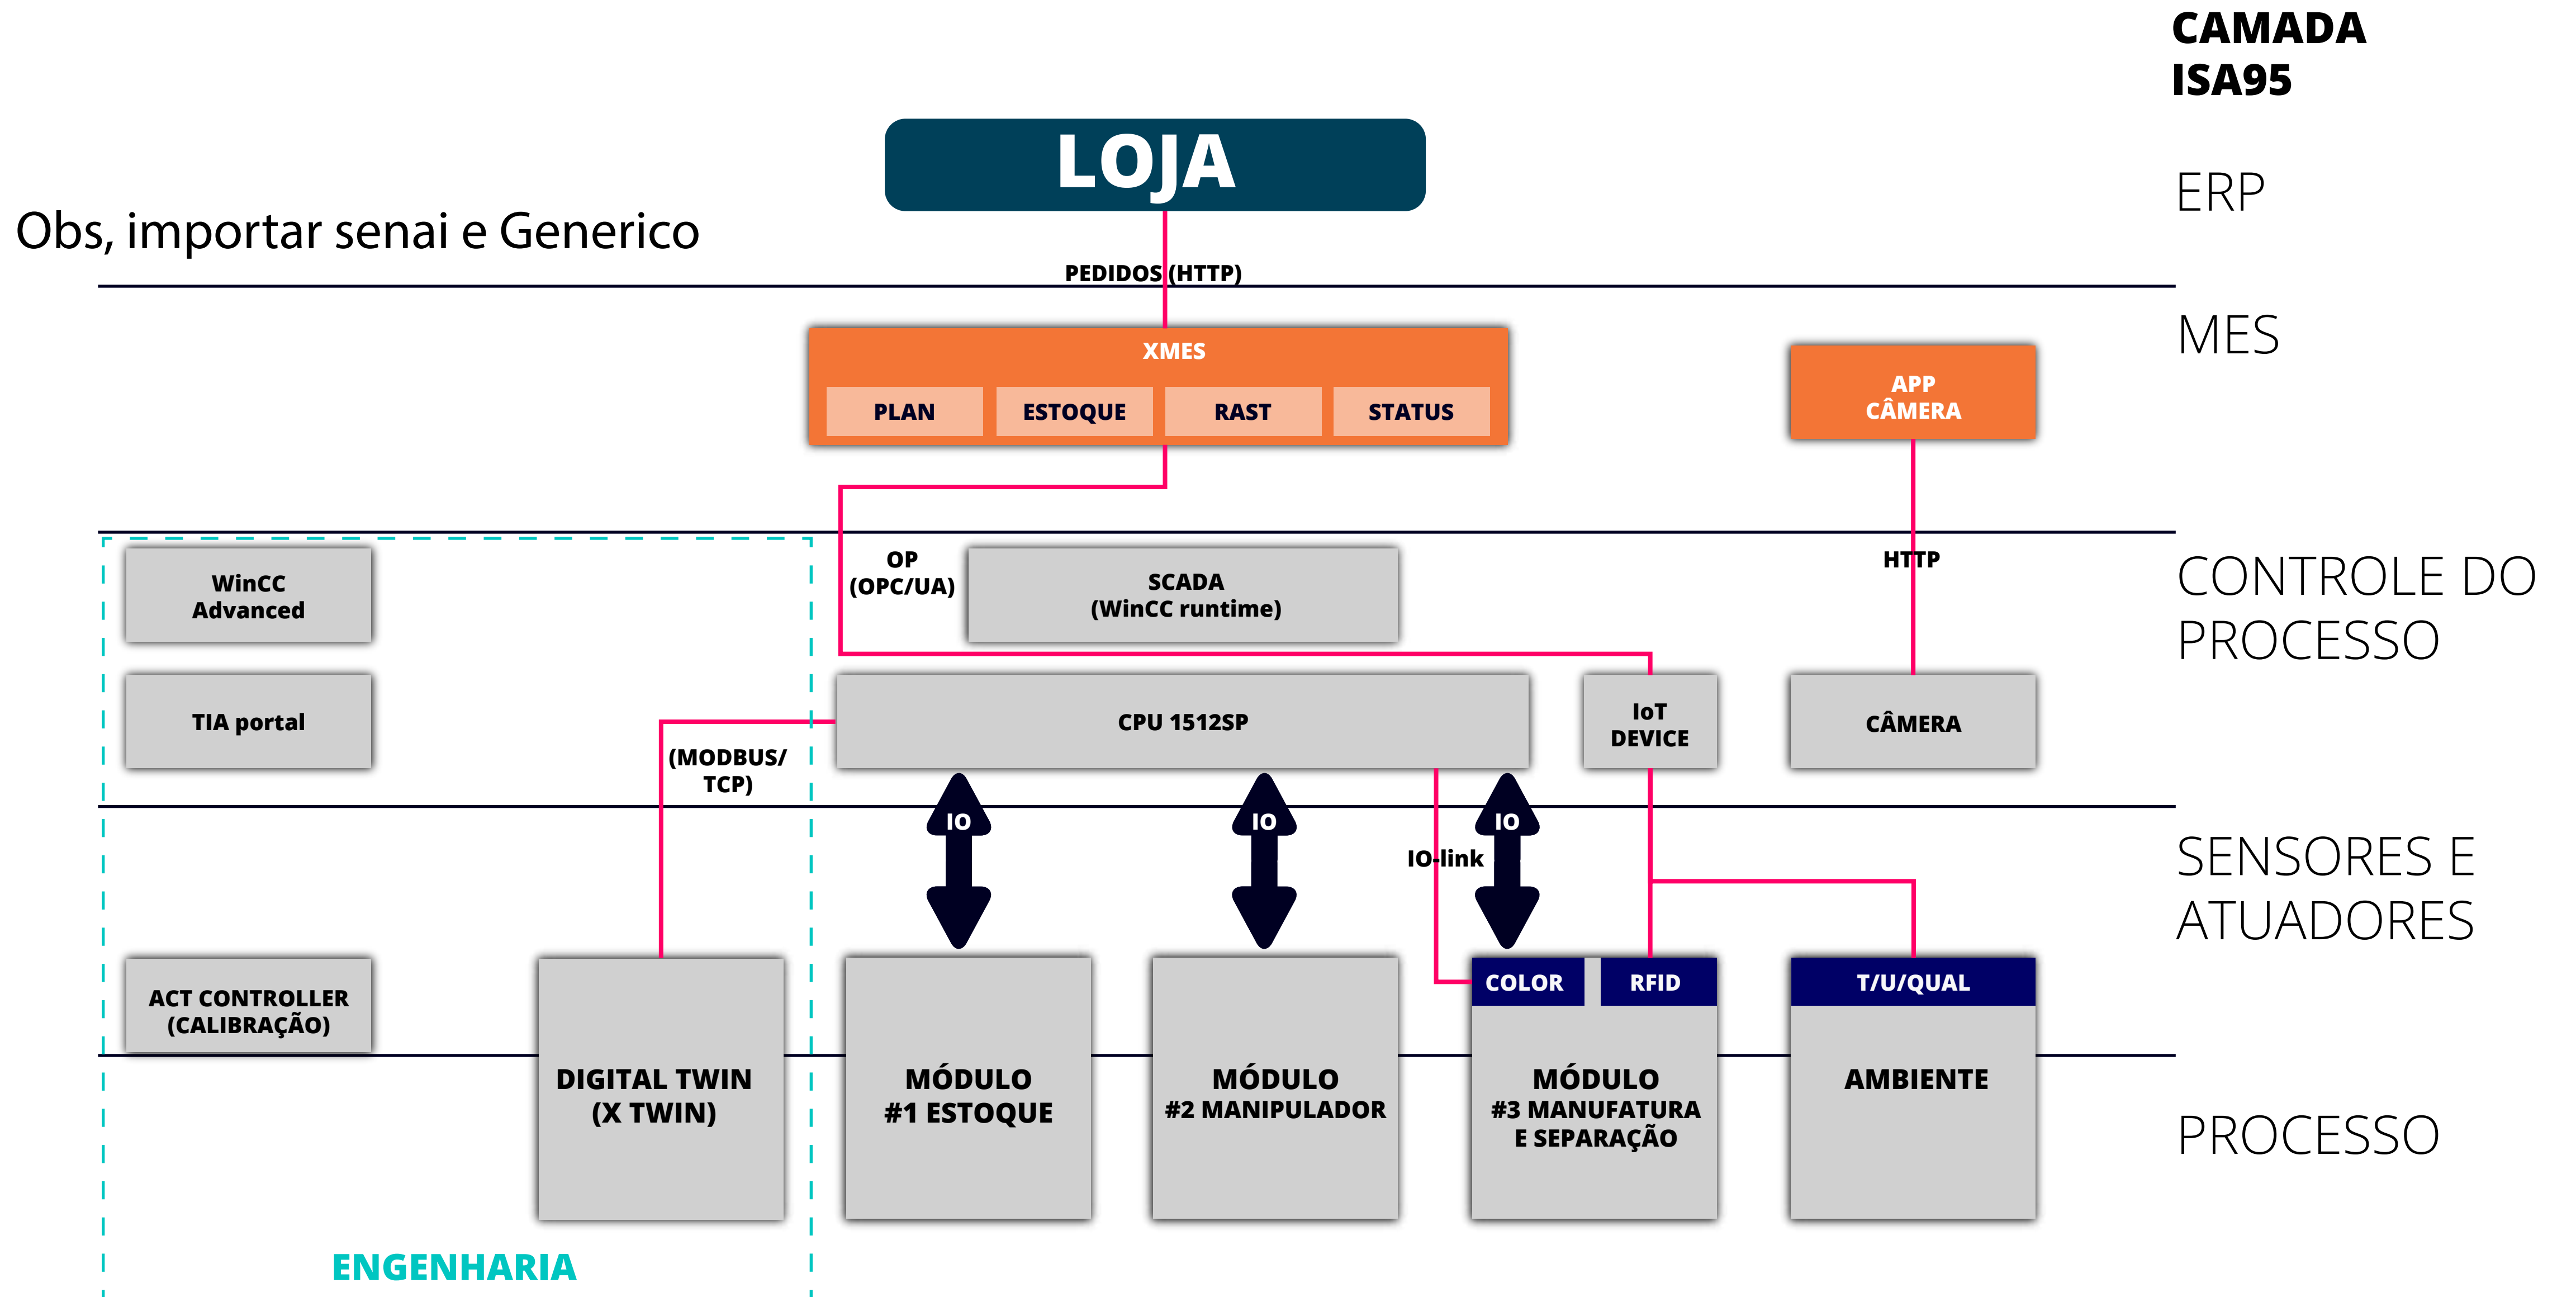 CAMADA
ISA95
LOJA
ERP
Obs, importar senai e Generico
PEDIDOS (HTTP)
MES
XMES
PLAN
ESTOQUE
RAST
STATUS
APP
CÂMERA
WinCC
Advanced
OP
(OPC/UA)
SCADA
(WinCC runtime)
HTTP
CONTROLE DO
PROCESSO
TIA portal
CPU 1512SP
IoT
DEVICE
CÂMERA
(MODBUS/
TCP)
IO
IO
IO
IO-link
SENSORES E
ATUADORES
ACT CONTROLLER
(CALIBRAÇÃO)
COLOR
RFID
T/U/QUAL
DIGITAL TWIN
(X TWIN)
MÓDULO
#1 ESTOQUE
MÓDULO
#2 MANIPULADOR
MÓDULO
#3 MANUFATURA
E SEPARAÇÃO
AMBIENTE
PROCESSO
ENGENHARIA